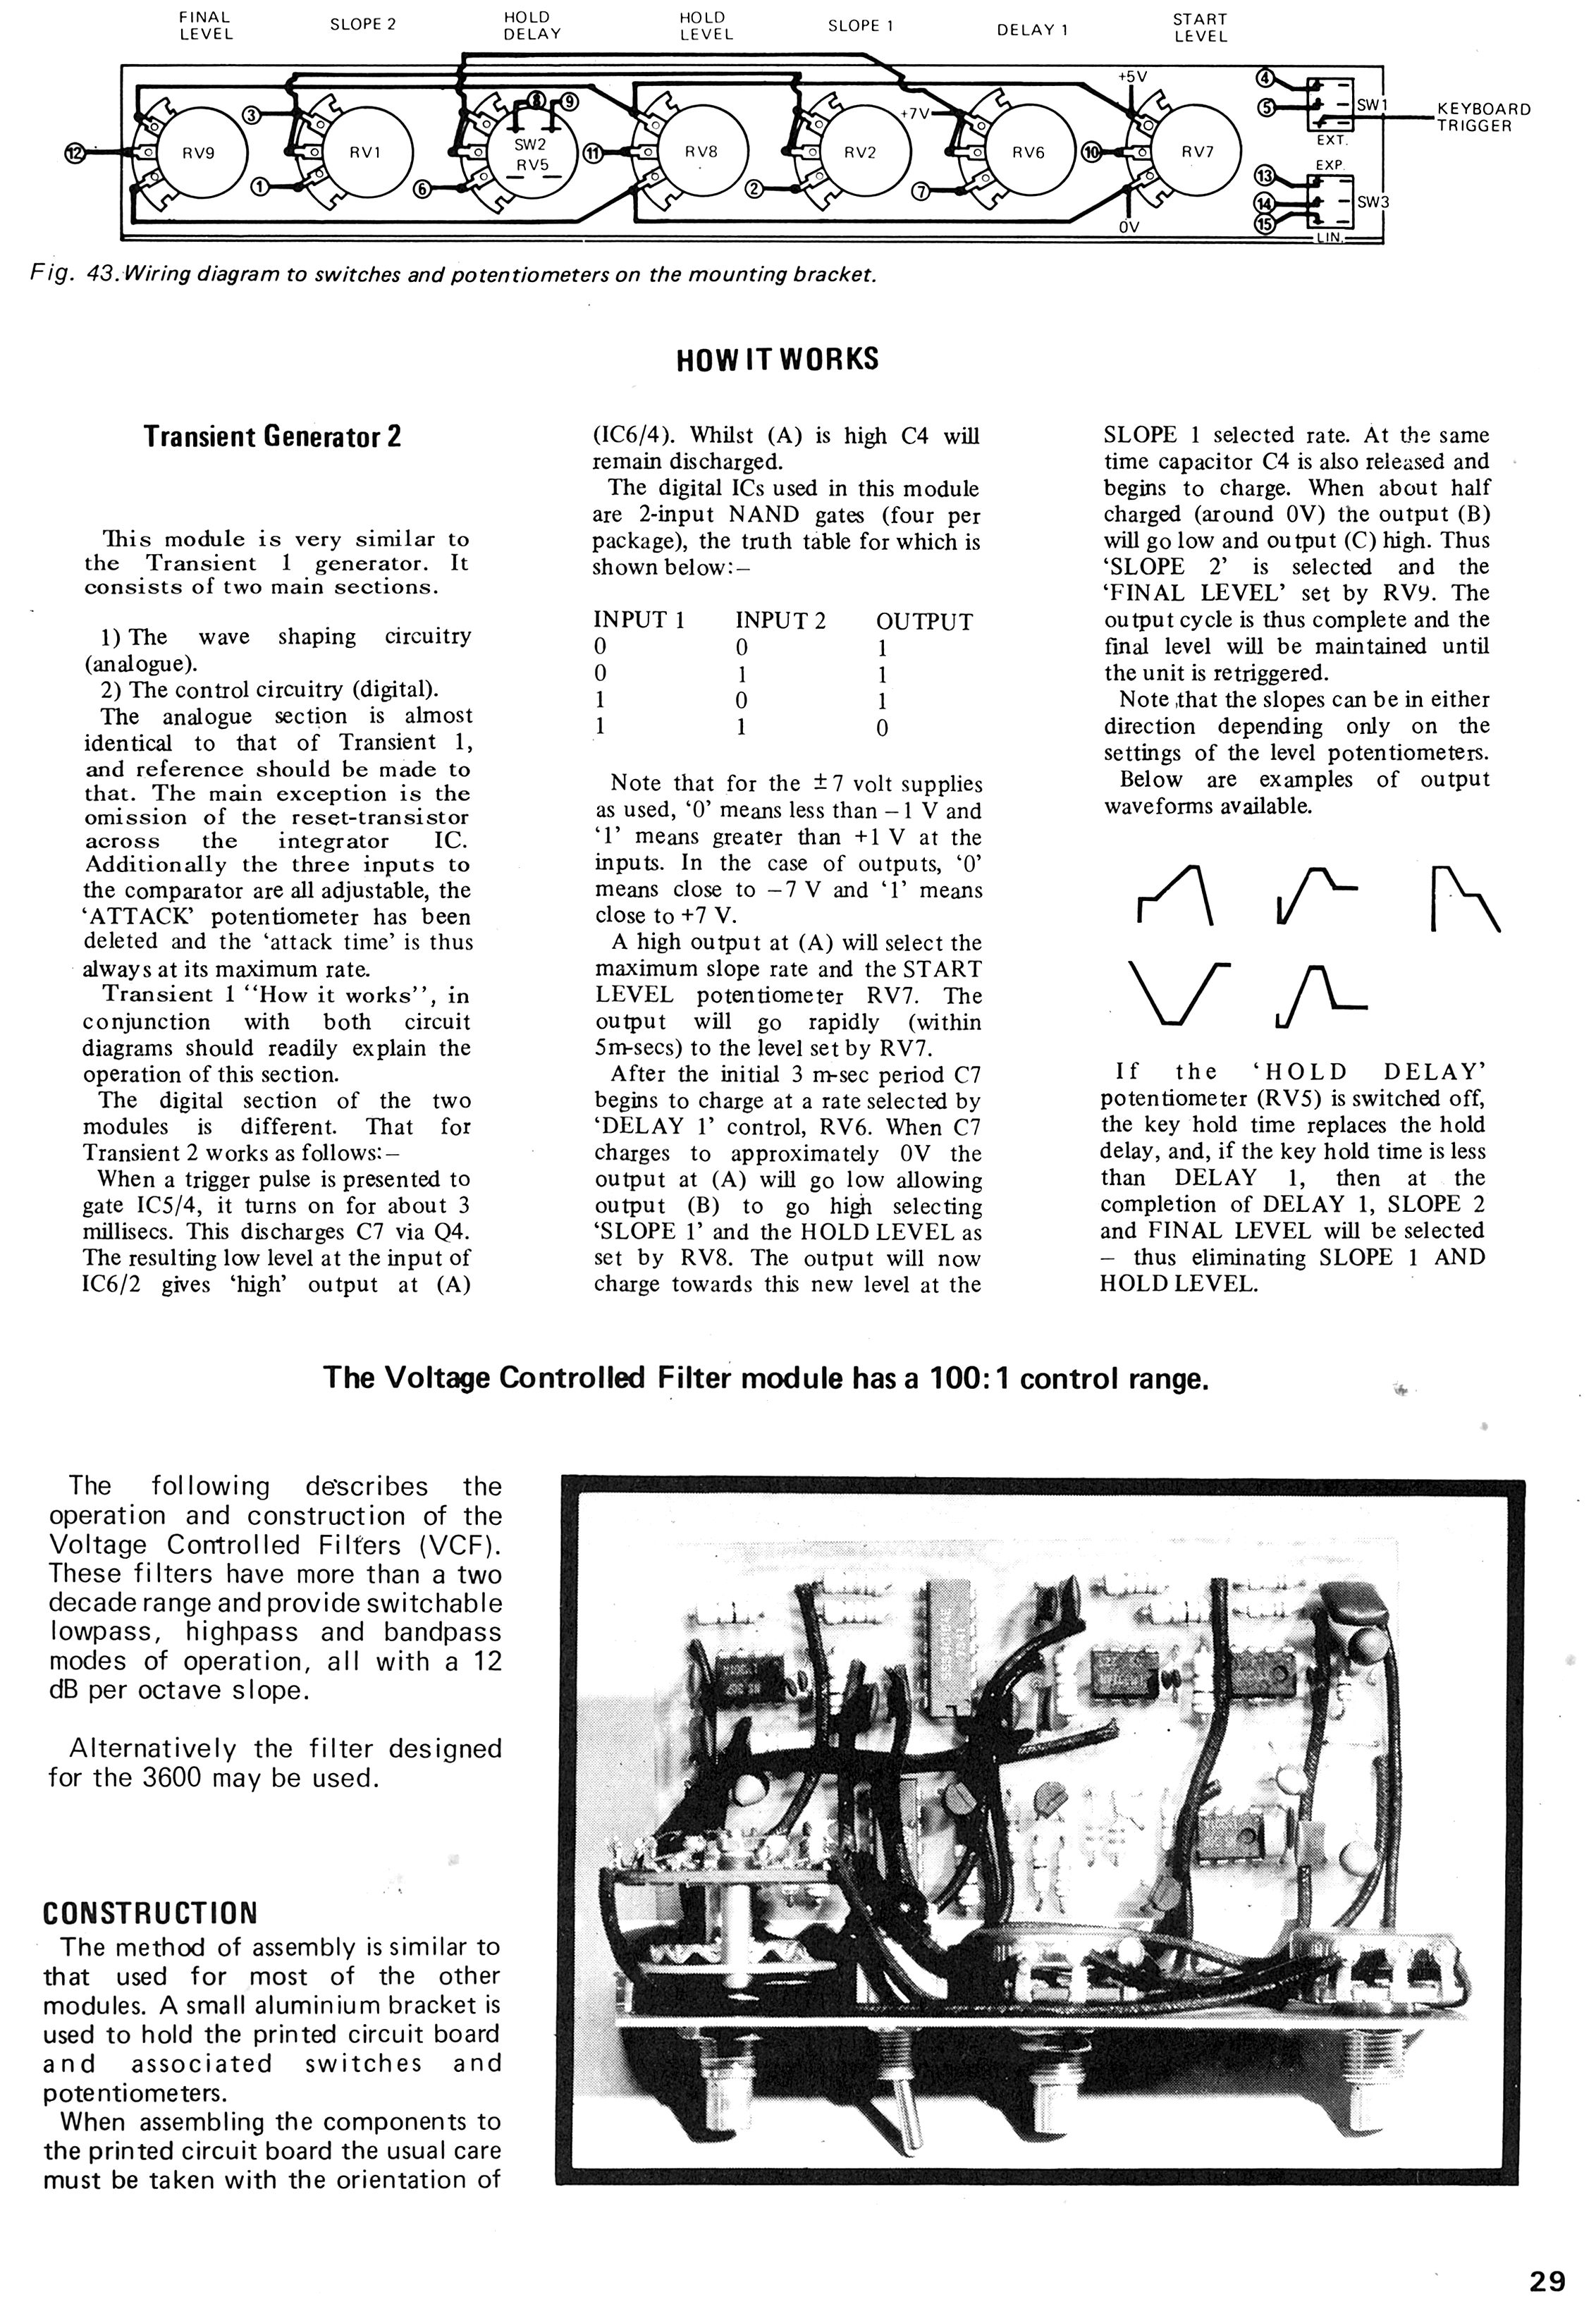 FINAL
LEVEL
SLOPE 2
HOLD
DELAY
HOLD
LEVEL
SLOPE 1
DELAY 1
START
LEVEL
+5V
+7V
0V
12
3
1
6
8
9
11
2
7
10
4
5
13
14
15
RV9
RV1
SW2
RV5
RV8
RV2
RV6
RV7
SW1
EXT.
EXP.
SW3
LIN.
KEYBOARD
TRIGGER
Fig. 43. Wiring diagram to switches and potentiometers on the mounting bracket.
HOW IT WORKS
Transient Generator 2
This module is very similar to
the Transient 1 generator. It
consists of two main sections.
1) The wave shaping circuitry
(analogue).
2) The control circuitry (digital).
The analogue section is almost
identical to that of Transient 1,
and reference should be made to
that. The main exception is the
omission of the reset-transistor
across the integrator IC.
Additionally the three inputs to
the comparator are all adjustable, the
‘ATTACK’ potentiometer has been
deleted and the ‘attack time’ is thus
always at its maximum rate.
Transient 1 “How it works”, in
conjunction with both circuit
diagrams should readily explain the
operation of this section.
The digital section of the two
modules is different. That for
Transient 2 works as follows:—
When a trigger pulse is presented to
gate IC5/4, it turns on for about 3
millisecs. This discharges C7 via Q4.
The resulting low level at the input of
IC6/2 gives ‘high’ output at (A)
(IC6/4). Whilst (A) is high C4 will
remain discharged.
The digital ICs used in this module
are 2-input NAND gates (four per
package), the truth table for which is
shown below:—
INPUT 1 INPUT 2 OUTPUT
0 0 1
0 1 1
1 0 1
1 1 0
Note that for the ±7 volt supplies
as used, ‘0’ means less than —1 V and
‘1’ means greater than +1 V at the
inputs. In the case of outputs, ‘0’
means close to —7 V and ‘1’ means
close to +7 V.
A high output at (A) will select the
maximum slope rate and the START
LEVEL potentiometer RV7. The
output will go rapidly (within
5m-secs) to the level set by RV7.
After the initial 3 m-sec period C7
begins to charge at a rate selected by
‘DELAY 1’ control, RV6. When C7
charges to approximately 0V the
output at (A) will go low allowing
output (B) to go high selecting
‘SLOPE 1’ and the HOLD LEVEL as
set by RV8. The output will now
charge towards this new level at the
SLOPE 1 selected rate. At the same
time capacitor C4 is also released and
begins to charge. When about half
charged (around 0V) the output (B)
will go low and output (C) high. Thus
‘SLOPE 2’ is selected and the
‘FINAL LEVEL’ set by RV9. The
output cycle is thus complete and the
final level will be maintained until
the unit is retriggered.
Note that the slopes can be in either
direction depending only on the
settings of the level potentiometers.
Below are examples of output
waveforms available.
If the ‘HOLD DELAY’
potentiometer (RV5) is switched off,
the key hold time replaces the hold
delay, and, if the key hold time is less
than DELAY 1, then at the
completion of DELAY 1, SLOPE 2
and FINAL LEVEL will be selected
— thus eliminating SLOPE 1 AND
HOLD LEVEL.
The Voltage Controlled Filter module has a 100:1 control range.
The following describes the
operation and construction of the
Voltage Controlled Filters (VCF).
These filters have more than a two
decade range and provide switchable
lowpass, highpass and bandpass
modes of operation, all with a 12
dB per octave slope.
Alternatively the filter designed
for the 3600 may be used.
CONSTRUCTION
The method of assembly is similar to
that used for most of the other
modules. A small aluminium bracket is
used to hold the printed circuit board
and associated switches and
potentiometers.
When assembling the components to
the printed circuit board the usual care
must be taken with the orientation of
29